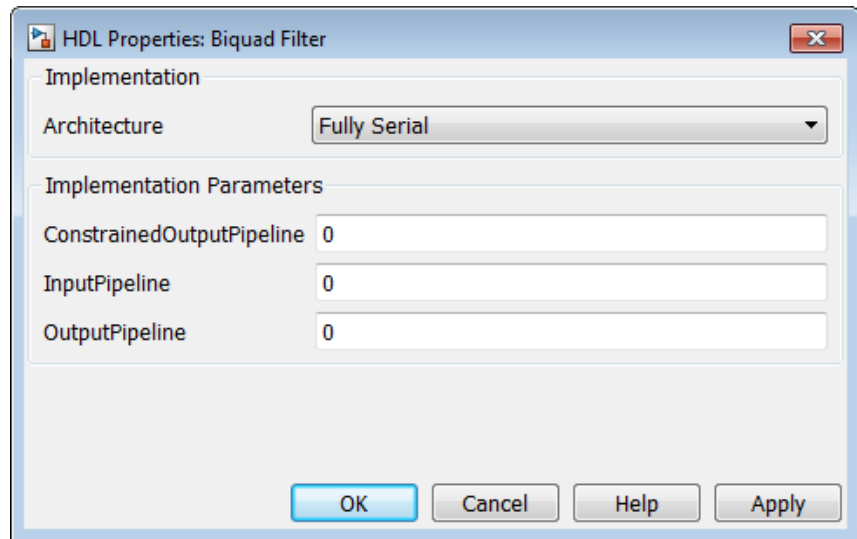 HDL Properties: Biquad Filter
Implementation
Architecture Fully Serial
Implementation Parameters
ConstrainedOutputPipeline 0
InputPipeline 0
OutputPipeline 0
OK Cancel Help Apply